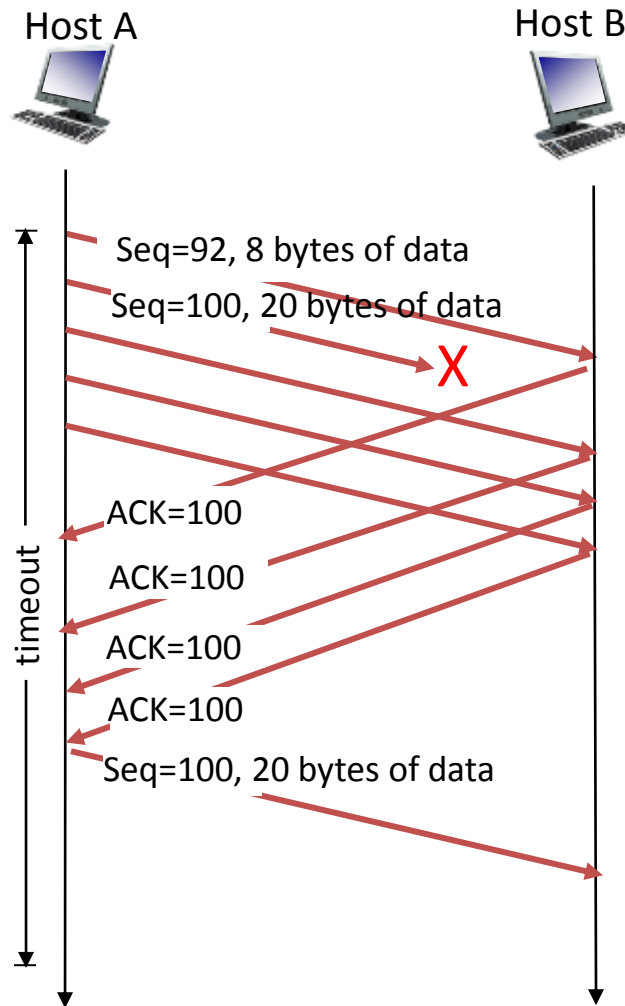 Host A
Host B
Seq=92, 8 bytes of data
Seq=100, 20 bytes of data
X
ACK=100
ACK=100
ACK=100
ACK=100
Seq=100, 20 bytes of data
timeout